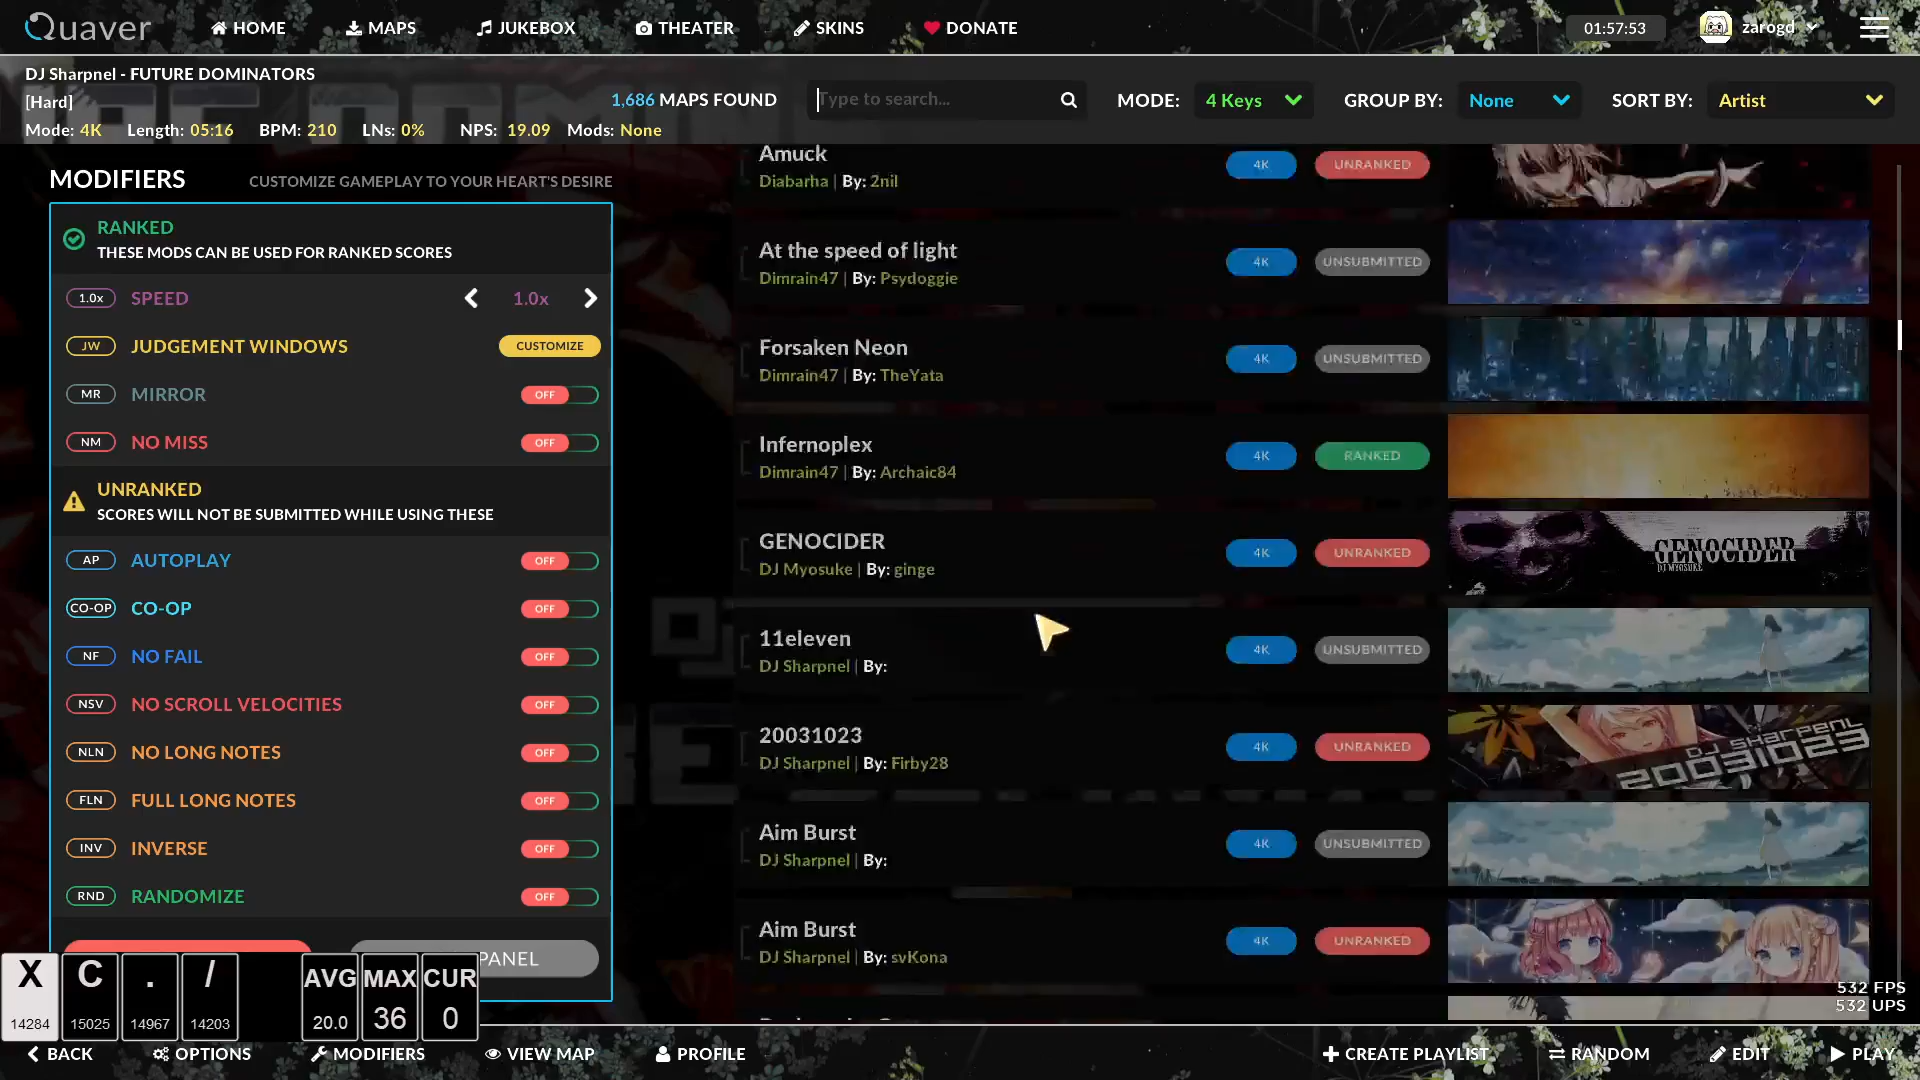 Quaver
HOME
MAPS
JUKEBOX
THEATER
SKINS
DONATE
01:57:53
zarogd
DJ Sharpnel - FUTURE DOMINATORS
[Hard]
Mode: 4K Length: 05:16 BPM: 210 LNs: 0% NPS: 19.09 Mods: None
1,686 MAPS FOUND
Type to search...
MODE: 4 Keys
GROUP BY: None
SORT BY: Artist
MODIFIERS
CUSTOMIZE GAMEPLAY TO YOUR HEART'S DESIRE
RANKED
THESE MODS CAN BE USED FOR RANKED SCORES
1.0x SPEED 1.0x
JW JUDGEMENT WINDOWS CUSTOMIZE
MR MIRROR OFF
NM NO MISS OFF
UNRANKED
SCORES WILL NOT BE SUBMITTED WHILE USING THESE
AP AUTOPLAY OFF
CO-OP CO-OP OFF
NF NO FAIL OFF
NSV NO SCROLL VELOCITIES OFF
NLN NO LONG NOTES OFF
FLN FULL LONG NOTES OFF
INV INVERSE OFF
RND RANDOMIZE OFF
PANEL
Amuck
Diabarha | By: 2nil
4K UNRANKED
At the speed of light
Dimrain47 | By: Psydoggie
4K UNSUBMITTED
Forsaken Neon
Dimrain47 | By: TheYata
4K UNSUBMITTED
Infernoplex
Dimrain47 | By: Archaic84
4K RANKED
GENOCIDER
DJ Myosuke | By: ginge
4K UNRANKED
GENOCIDER
DJ MYOSUKE
11eleven
DJ Sharpnel | By:
4K UNSUBMITTED
20031023
DJ Sharpnel | By: Firby28
4K UNRANKED
DJ SHARPENL
20031023
Aim Burst
DJ Sharpnel | By:
4K UNSUBMITTED
Aim Burst
DJ Sharpnel | By: svKona
4K UNRANKED
532 FPS
532 UPS
X C . / AVG MAX CUR
14284 15025 14967 14203 20.0 36 0
BACK
OPTIONS
MODIFIERS
VIEW MAP
PROFILE
CREATE PLAYLIST
RANDOM
EDIT
PLAY